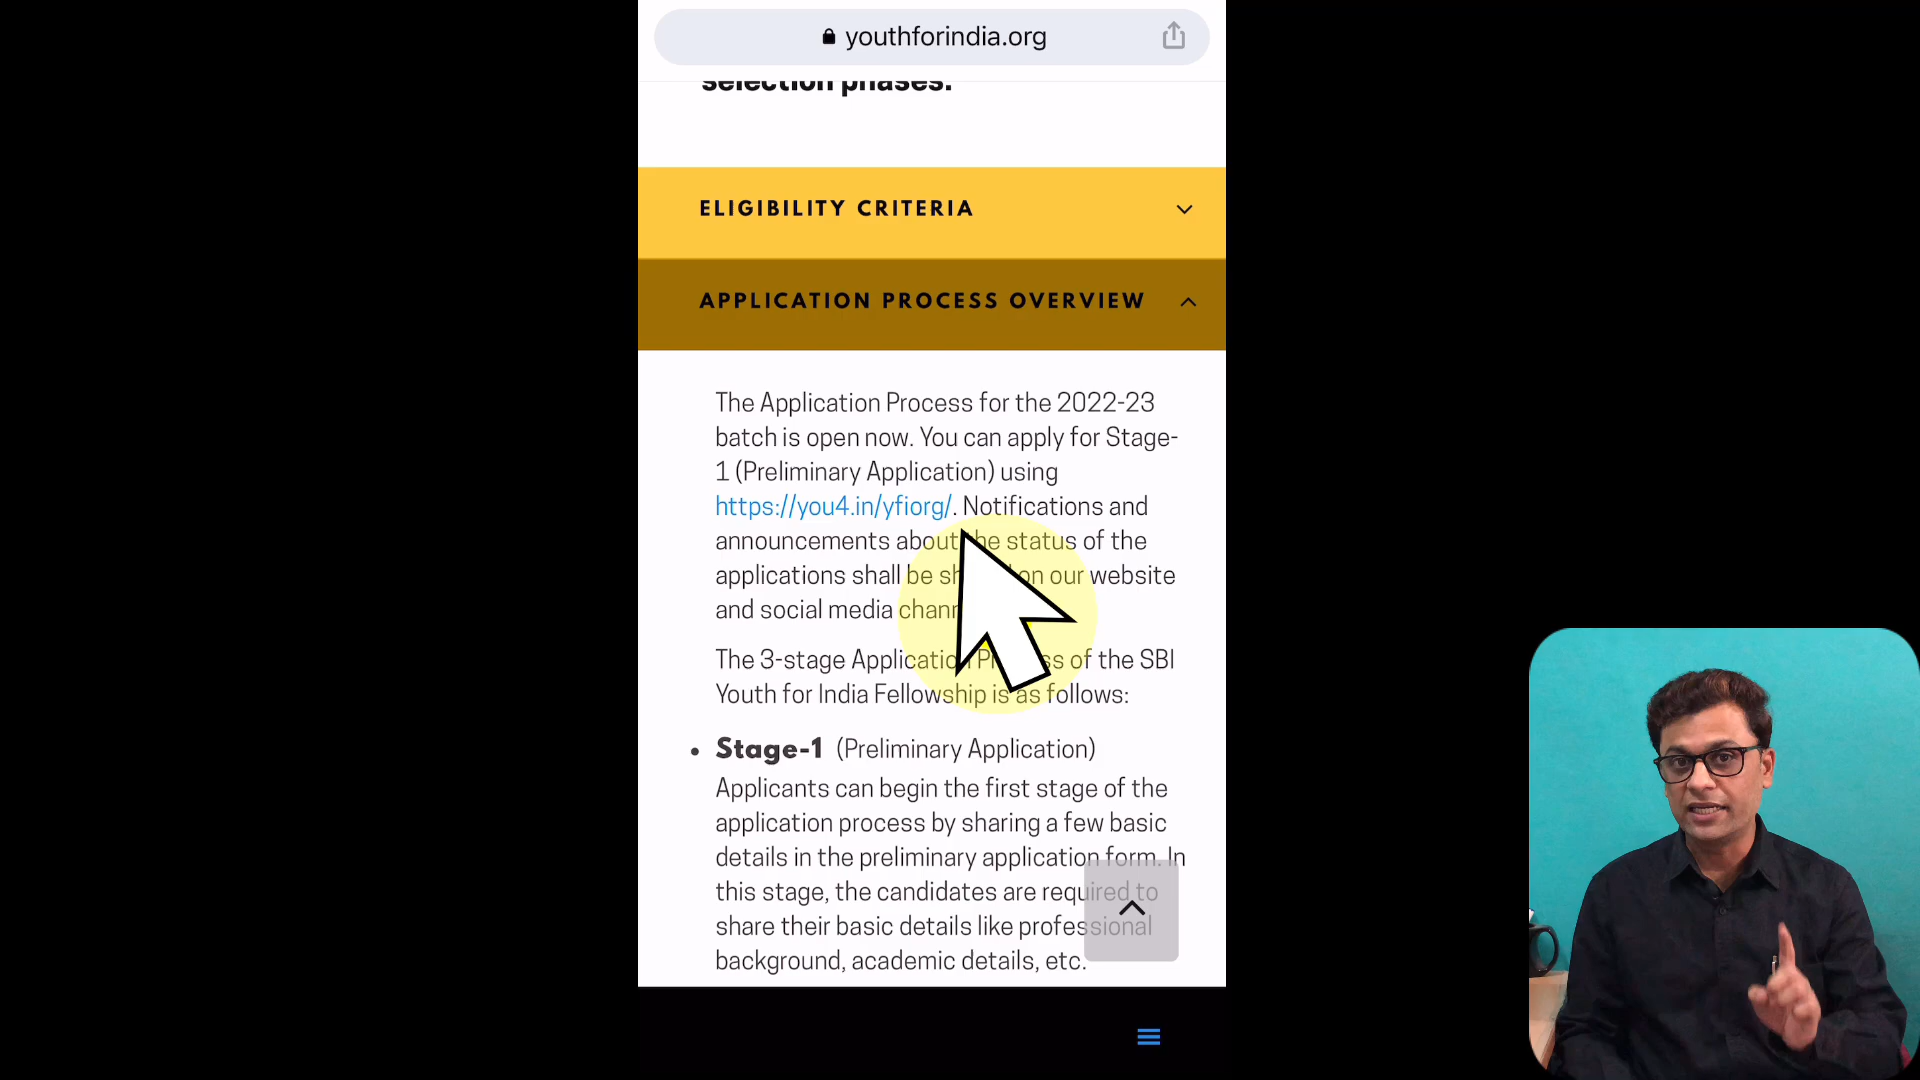 youthforindia.org
selection phases.
ELIGIBILITY CRITERIA
APPLICATION PROCESS OVERVIEW
The Application Process for the 2022-23
batch is open now. You can apply for Stage-
1 (Preliminary Application) using
https://you4.in/yfiorg/. Notifications and
announcements about the status of the
applications shall be on our website
and social media
The 3-stage Application of the SBI
Youth for India Fellowship is as follows:
• Stage-1 (Preliminary Application)
Applicants can begin the first stage of the
application process by sharing a few basic
details in the preliminary application form. In
this stage, the candidates are required to
share their basic details like professional
background, academic details, etc.